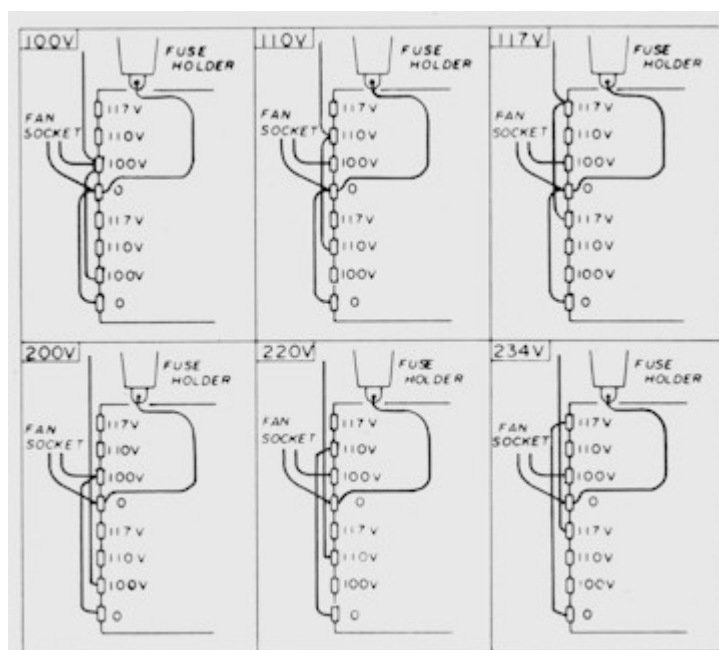 100V
FUSE
HOLDER
117V
110V
FAN
SOCKET
100V
0
117V
110V
100V
0
110V
FUSE
HOLDER
117V
FAN
SOCKET
110V
100V
0
117V
110V
100V
0
117V
FUSE
HOLDER
117V
FAN
SOCKET
110V
100V
0
117V
110V
100V
0
200V
FUSE
HOLDER
117V
FAN
SOCKET
110V
100V
0
117V
110V
100V
0
220V
FUSE
HOLDER
117V
FAN
SOCKET
110V
100V
0
117V
110V
100V
0
234V
FUSE
HOLDER
117V
FAN
SOCKET
110V
100V
0
117V
110V
100V
0